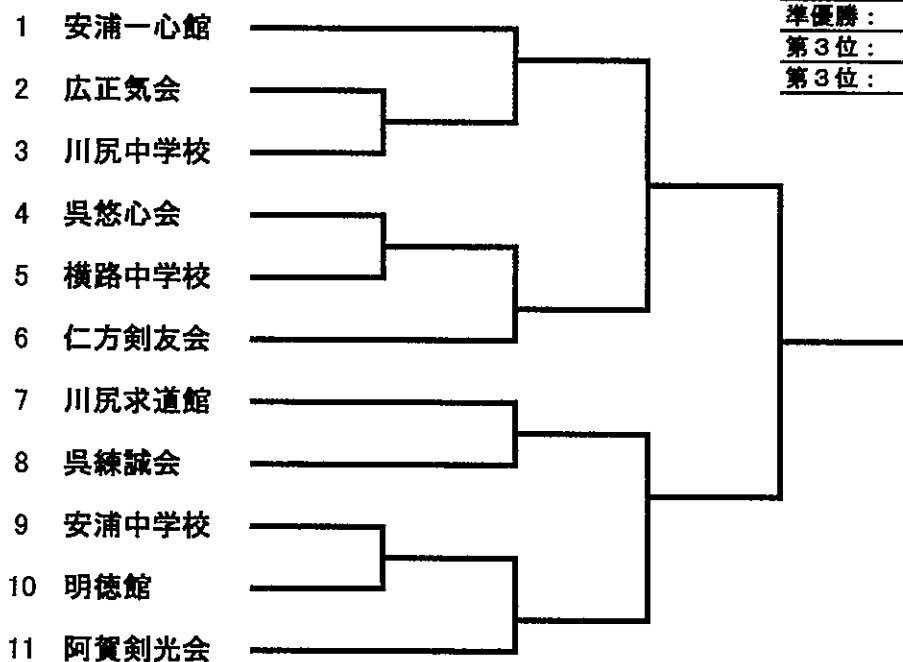 準優勝:
第3位:
第3位:
1 安浦一心館
2 広正気会
3 川尻中学校
4 呉悠心会
5 横路中学校
6 仁方剣友会
7 川尻求道館
8 呉練誠会
9 安浦中学校
10 明徳館
11 阿賀剣光会